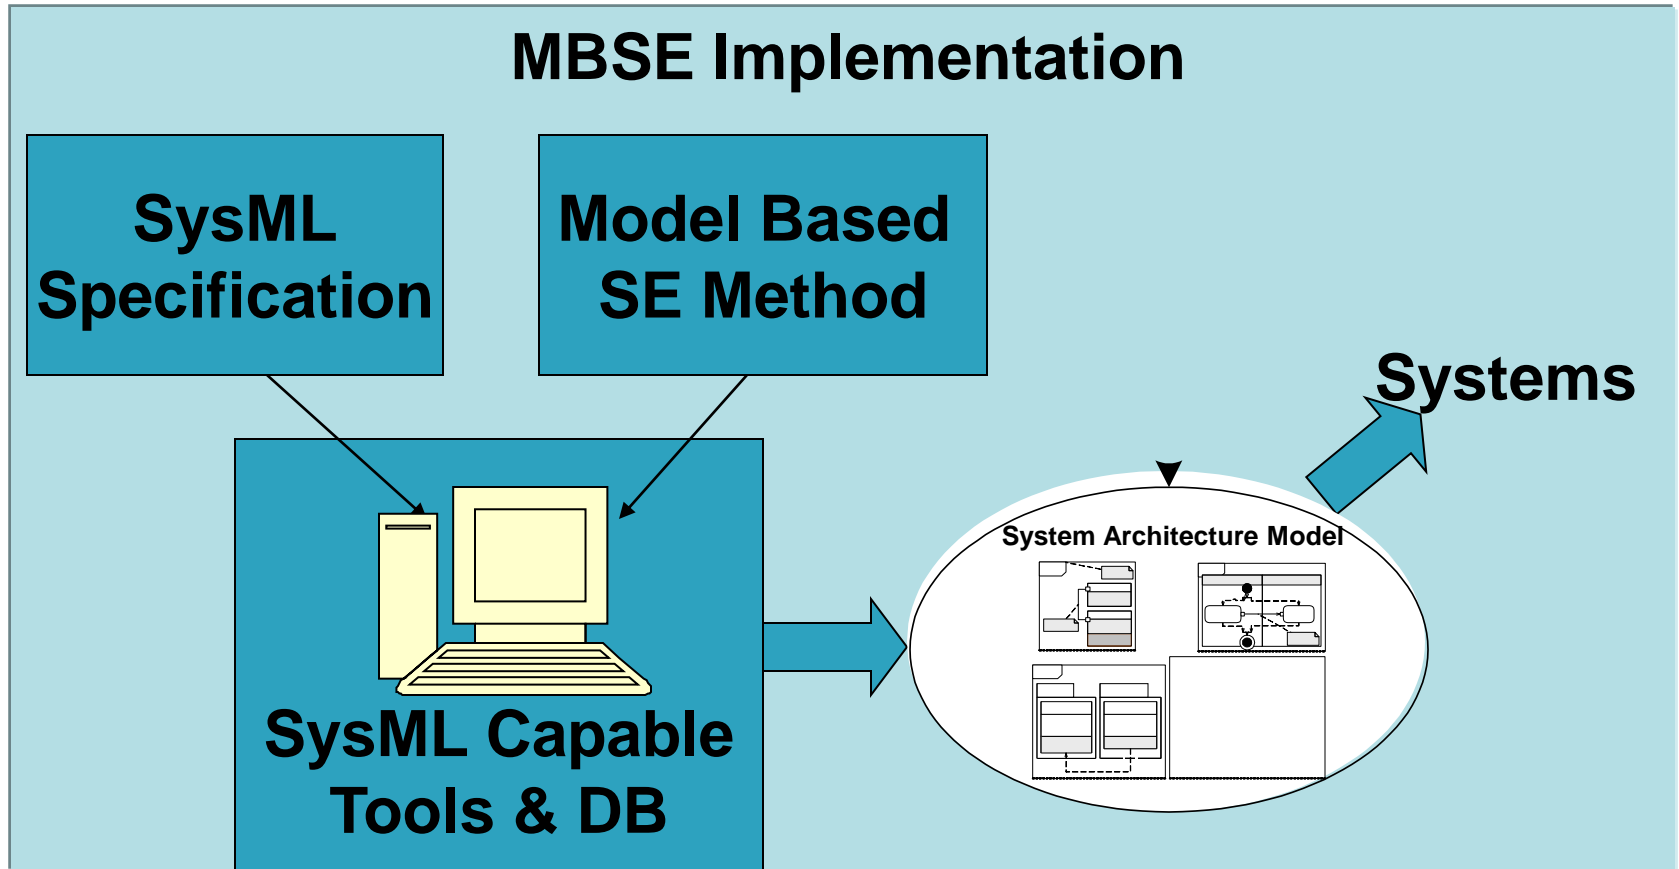 MBSE Implementation
SysML
Specification
Model Based
SE Method
Systems
System Architecture Model
SysML Capable
Tools & DB